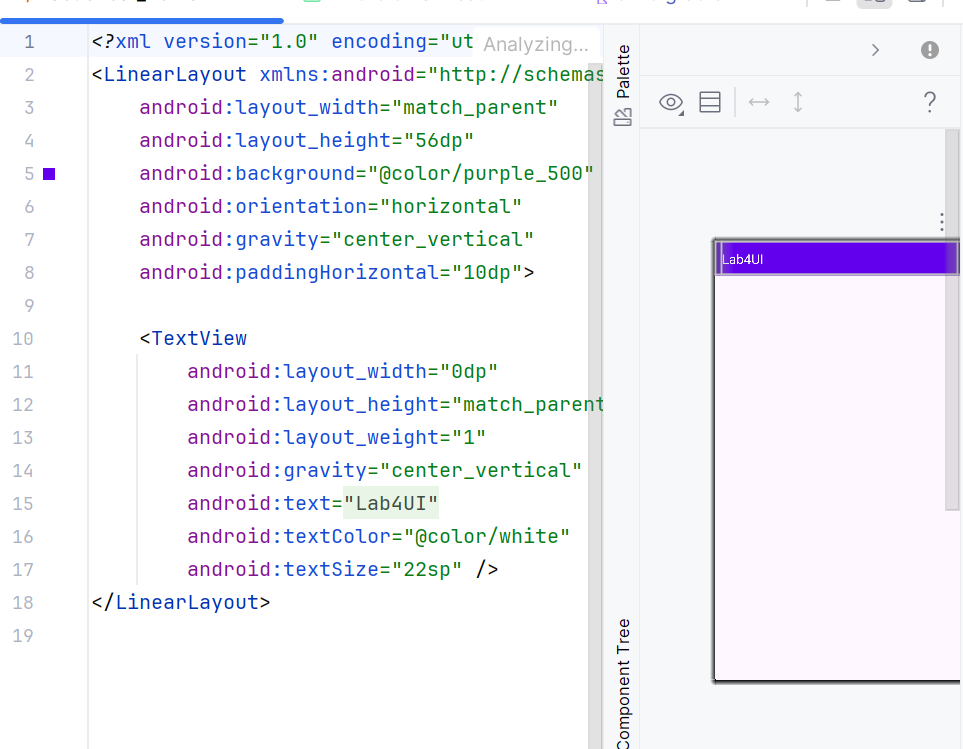 1 <?xml version="1.0" encoding="ut Analyzing...
2 <LinearLayout xmlns:android="http://schemas
3 android:layout_width="match_parent"
4 android:layout_height="56dp"
5 android:background="@color/purple_500"
6 android:orientation="horizontal"
7 android:gravity="center_vertical"
8 android:paddingHorizontal="10dp">
9
10 <TextView
11 android:layout_width="0dp"
12 android:layout_height="match_parent
13 android:layout_weight="1"
14 android:gravity="center_vertical"
15 android:text="Lab4UI"
16 android:textColor="@color/white"
17 android:textSize="22sp" />
18 </LinearLayout>
19
Palette
Component Tree
?
Lab4UI